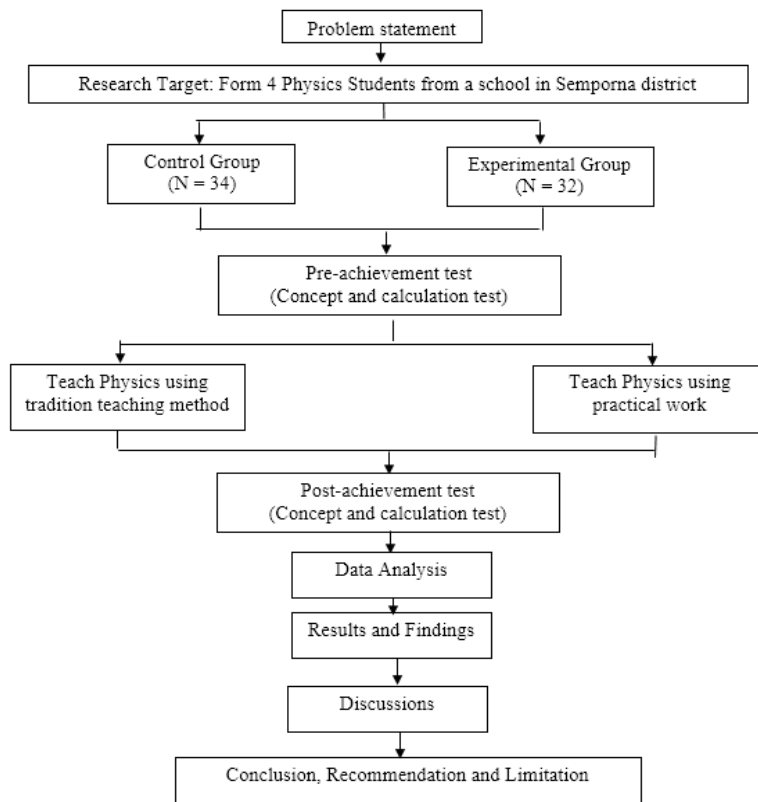 Problem statement
Research Target: Form 4 Physics Students from a school in Semporna district
Control Group
(N = 34)
Experimental Group
(N = 32)
Pre-achievement test
(Concept and calculation test)
Teach Physics using
tradition teaching method
Teach Physics using
practical work
Post-achievement test
(Concept and calculation test)
Data Analysis
Results and Findings
Discussions
Conclusion, Recommendation and Limitation